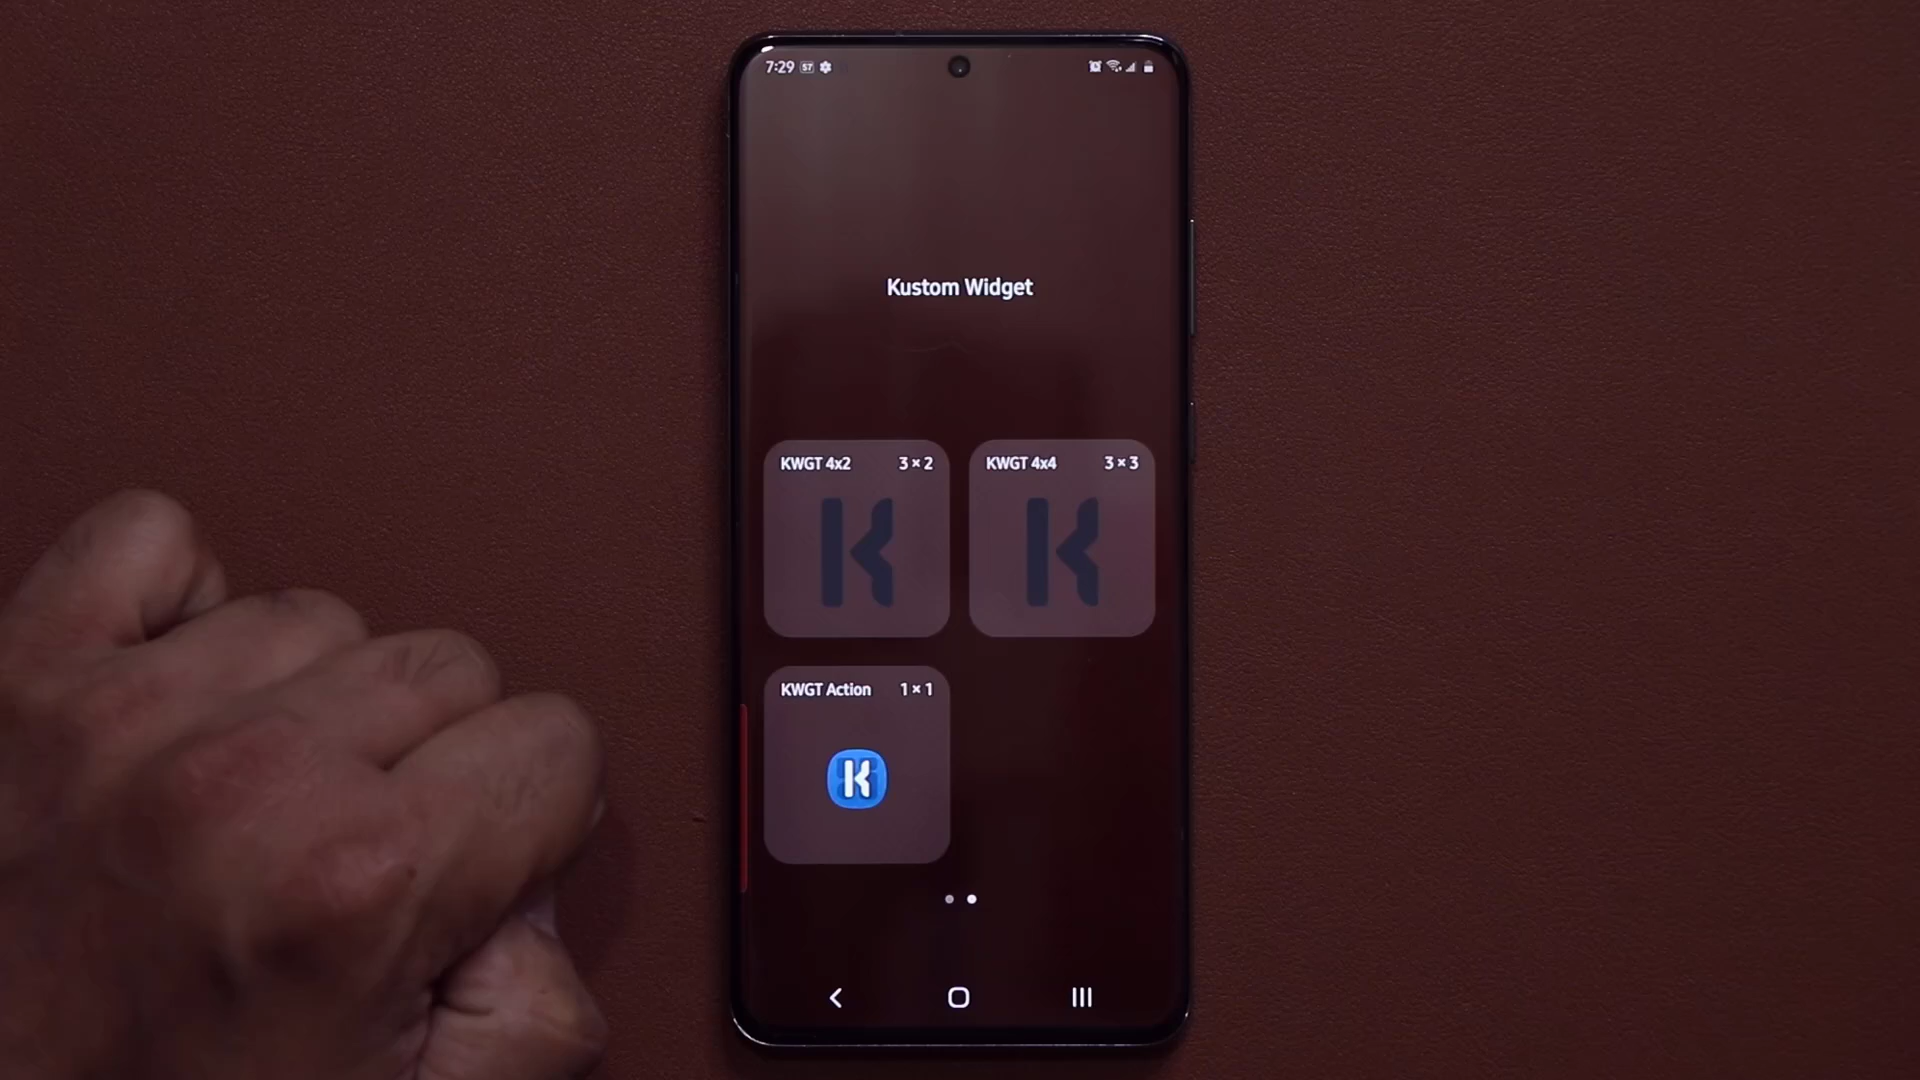 7:29
Kustom Widget
KWGT 4x2 3 × 2
KWGT 4x4 3 × 3
KWGT Action 1 × 1